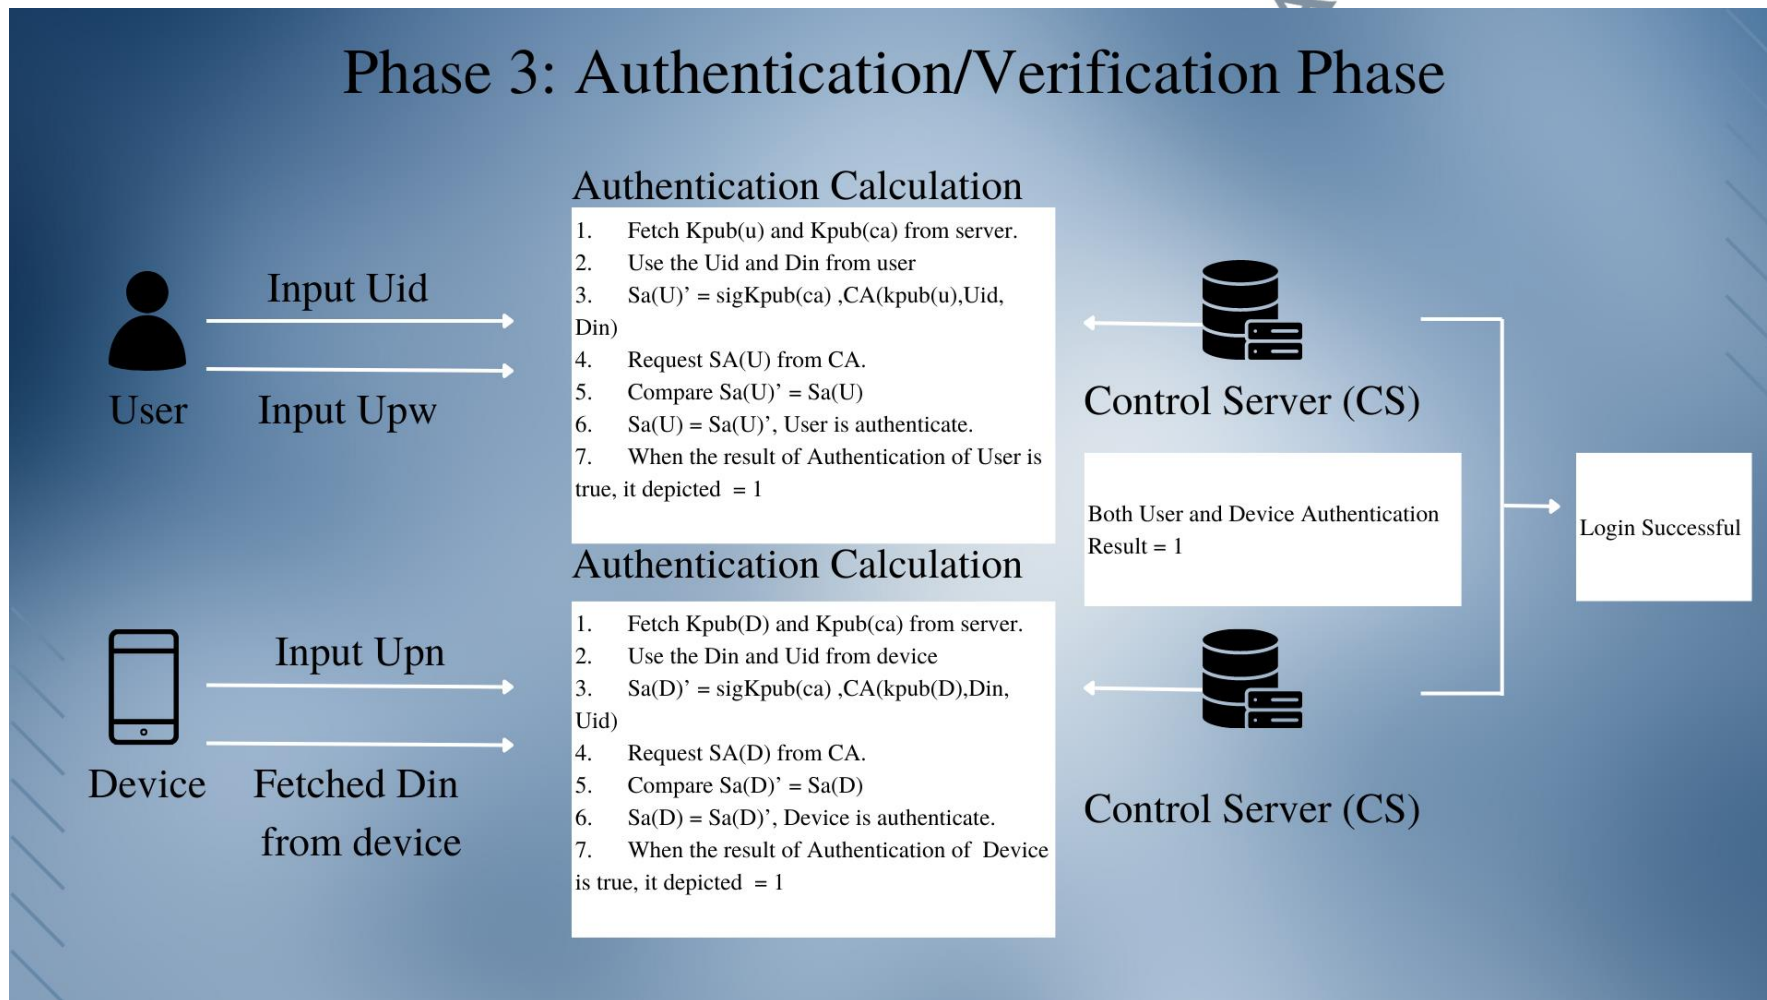 Phase 3: Authentication/Verification Phase
Authentication Calculation
1. Fetch Kpub(u) and Kpub(ca) from server.
2. Use the Uid and Din from user
3. Sa(U)’ = sigKpub(ca) ,CA(kpub(u),Uid,
Din)
4. Request SA(U) from CA.
5. Compare Sa(U)’ = Sa(U)
6. Sa(U) = Sa(U)’, User is authenticate.
7. When the result of Authentication of User is
true, it depicted = 1
Input Uid
Input Upw
User
Control Server (CS)
Both User and Device Authentication
Result = 1
Login Successful
Authentication Calculation
1. Fetch Kpub(D) and Kpub(ca) from server.
2. Use the Din and Uid from device
3. Sa(D)’ = sigKpub(ca) ,CA(kpub(D),Din,
Uid)
4. Request SA(D) from CA.
5. Compare Sa(D)’ = Sa(D)
6. Sa(D) = Sa(D)’, Device is authenticate.
7. When the result of Authentication of Device
is true, it depicted = 1
Input Upn
Device
Fetched Din
from device
Control Server (CS)